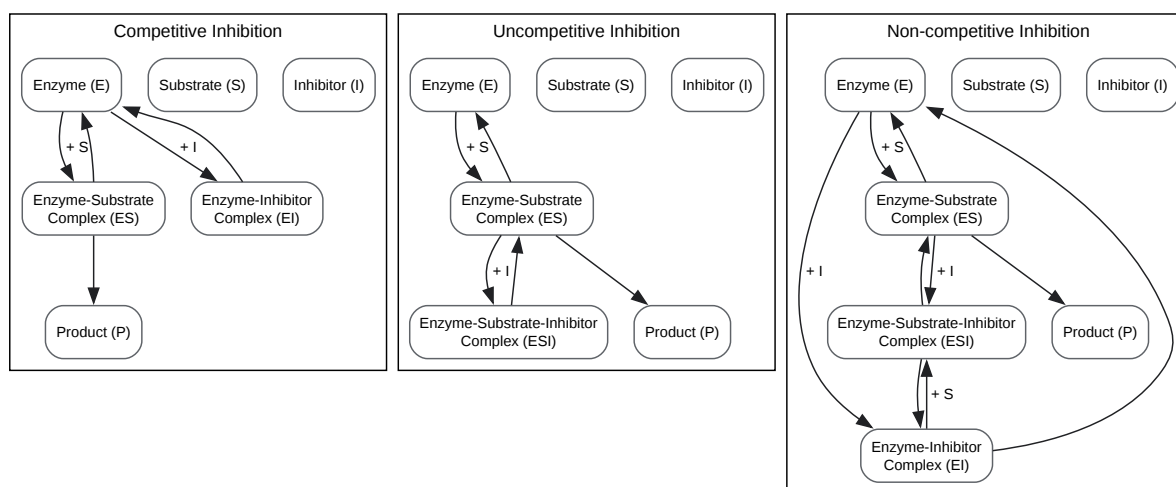 Competitive Inhibition
Enzyme (E)
Substrate (S)
Inhibitor (I)
+ S
+ I
Enzyme-Substrate
Complex (ES)
Enzyme-Inhibitor
Complex (EI)
Product (P)
Uncompetitive Inhibition
Enzyme (E)
Substrate (S)
Inhibitor (I)
+ S
Enzyme-Substrate
Complex (ES)
+ I
Enzyme-Substrate-Inhibitor
Complex (ESI)
Product (P)
Non-competitive Inhibition
Enzyme (E)
Substrate (S)
Inhibitor (I)
+ S
Enzyme-Substrate
Complex (ES)
+ I
+ I
Enzyme-Substrate-Inhibitor
Complex (ESI)
Product (P)
+ S
Enzyme-Inhibitor
Complex (EI)